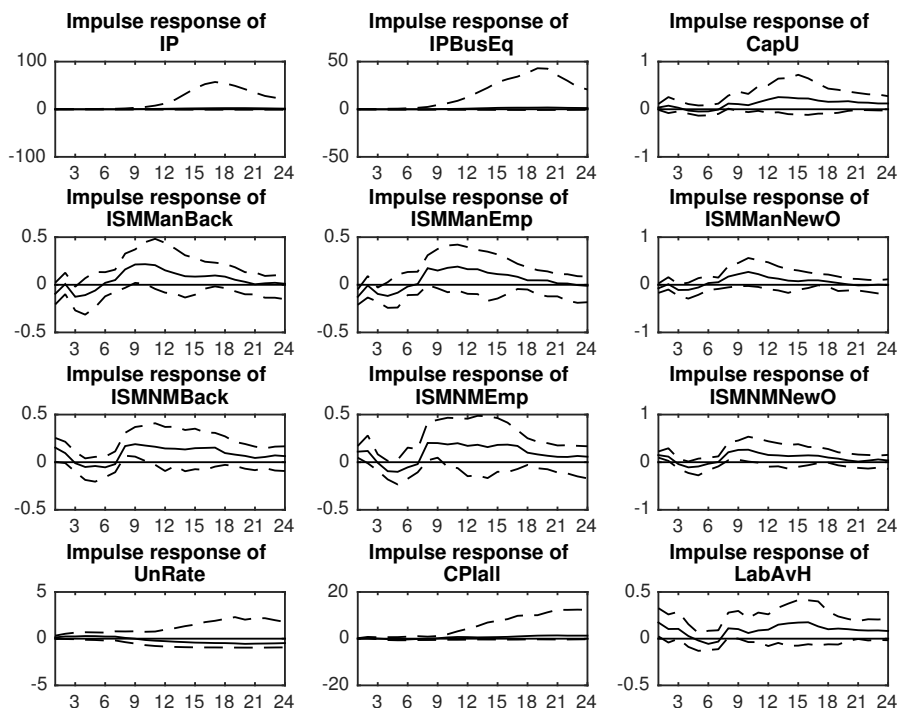 Impulse response of
IP
Impulse response of
IPBusEq
Impulse response of
CapU
100
0
-100
3 6 9 12 15 18 21 24
50
0
-50
3 6 9 12 15 18 21 24
1
0
-1
3 6 9 12 15 18 21 24
Impulse response of
ISMManBack
Impulse response of
ISMManEmp
Impulse response of
ISMManNewO
0.5
0
-0.5
3 6 9 12 15 18 21 24
0.5
0
-0.5
3 6 9 12 15 18 21 24
1
0
-1
3 6 9 12 15 18 21 24
Impulse response of
ISMNMBack
Impulse response of
ISMNMEmp
Impulse response of
ISMNMNewO
0.5
0
-0.5
3 6 9 12 15 18 21 24
0.5
0
-0.5
3 6 9 12 15 18 21 24
1
0
-1
3 6 9 12 15 18 21 24
Impulse response of
UnRate
Impulse response of
CPIall
Impulse response of
LabAvH
5
0
-5
3 6 9 12 15 18 21 24
20
0
-20
3 6 9 12 15 18 21 24
0.5
0
-0.5
3 6 9 12 15 18 21 24